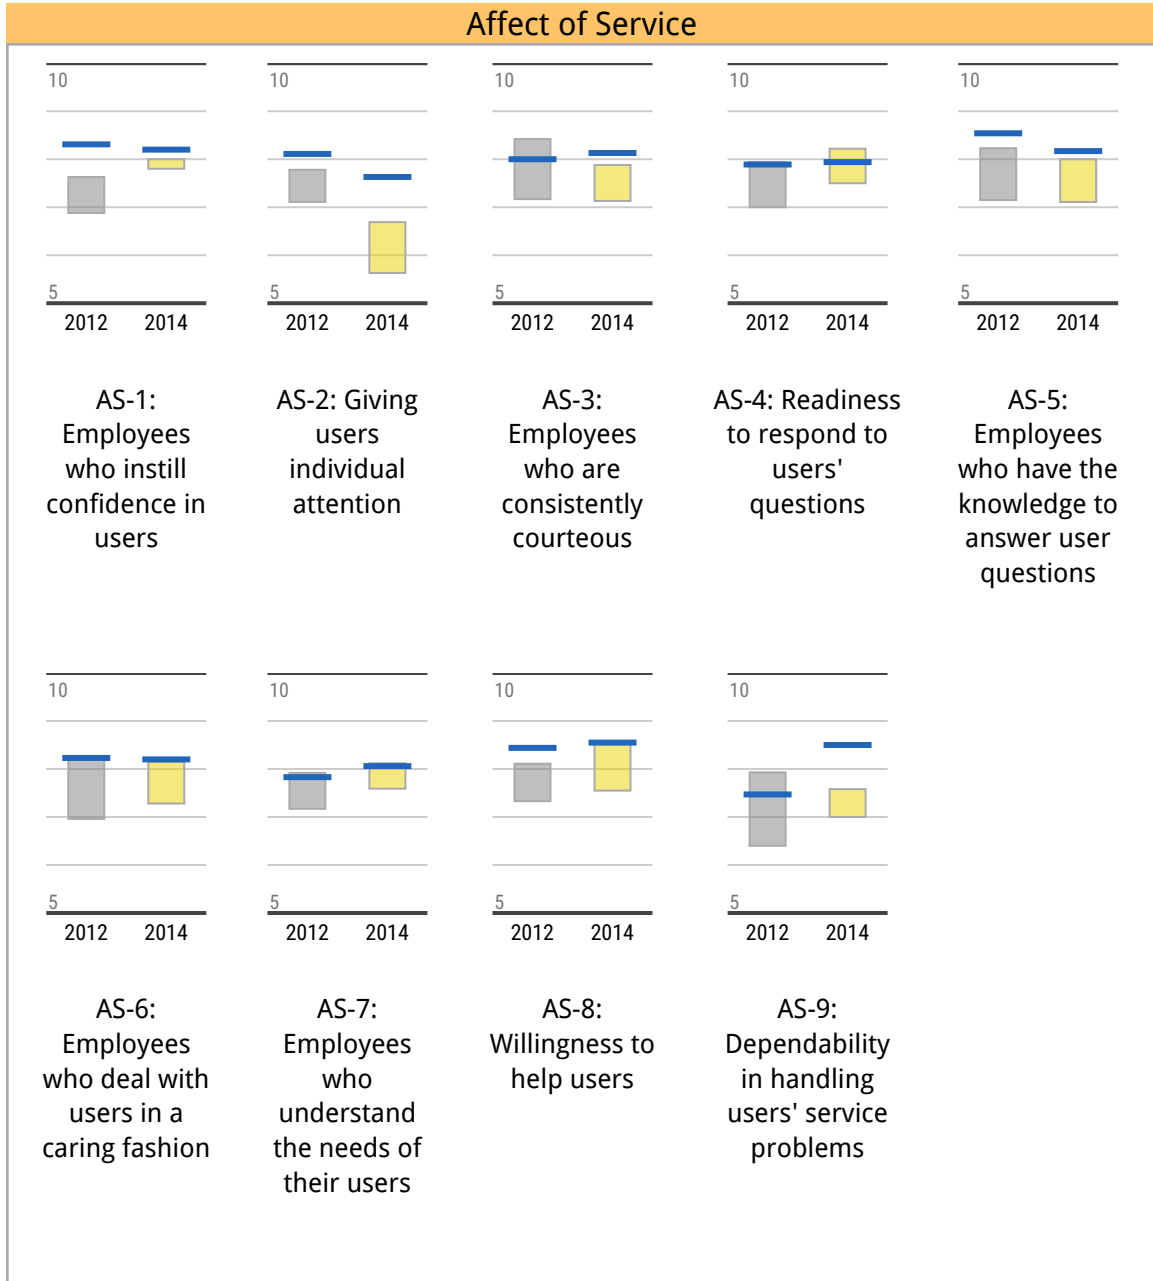 Affect of Service
10
5
2012 2014
AS-1:
Employees
who instill
confidence in
users
10
5
2012 2014
AS-2: Giving
users
individual
attention
10
5
2012 2014
AS-3:
Employees
who are
consistently
courteous
10
5
2012 2014
AS-4: Readiness
to respond to
users'
questions
10
5
2012 2014
AS-5:
Employees
who have the
knowledge to
answer user
questions
10
5
2012 2014
AS-6:
Employees
who deal with
users in a
caring fashion
10
5
2012 2014
AS-7:
Employees
who
understand
the needs of
their users
10
5
2012 2014
AS-8:
Willingness to
help users
10
5
2012 2014
AS-9:
Dependability
in handling
users' service
problems